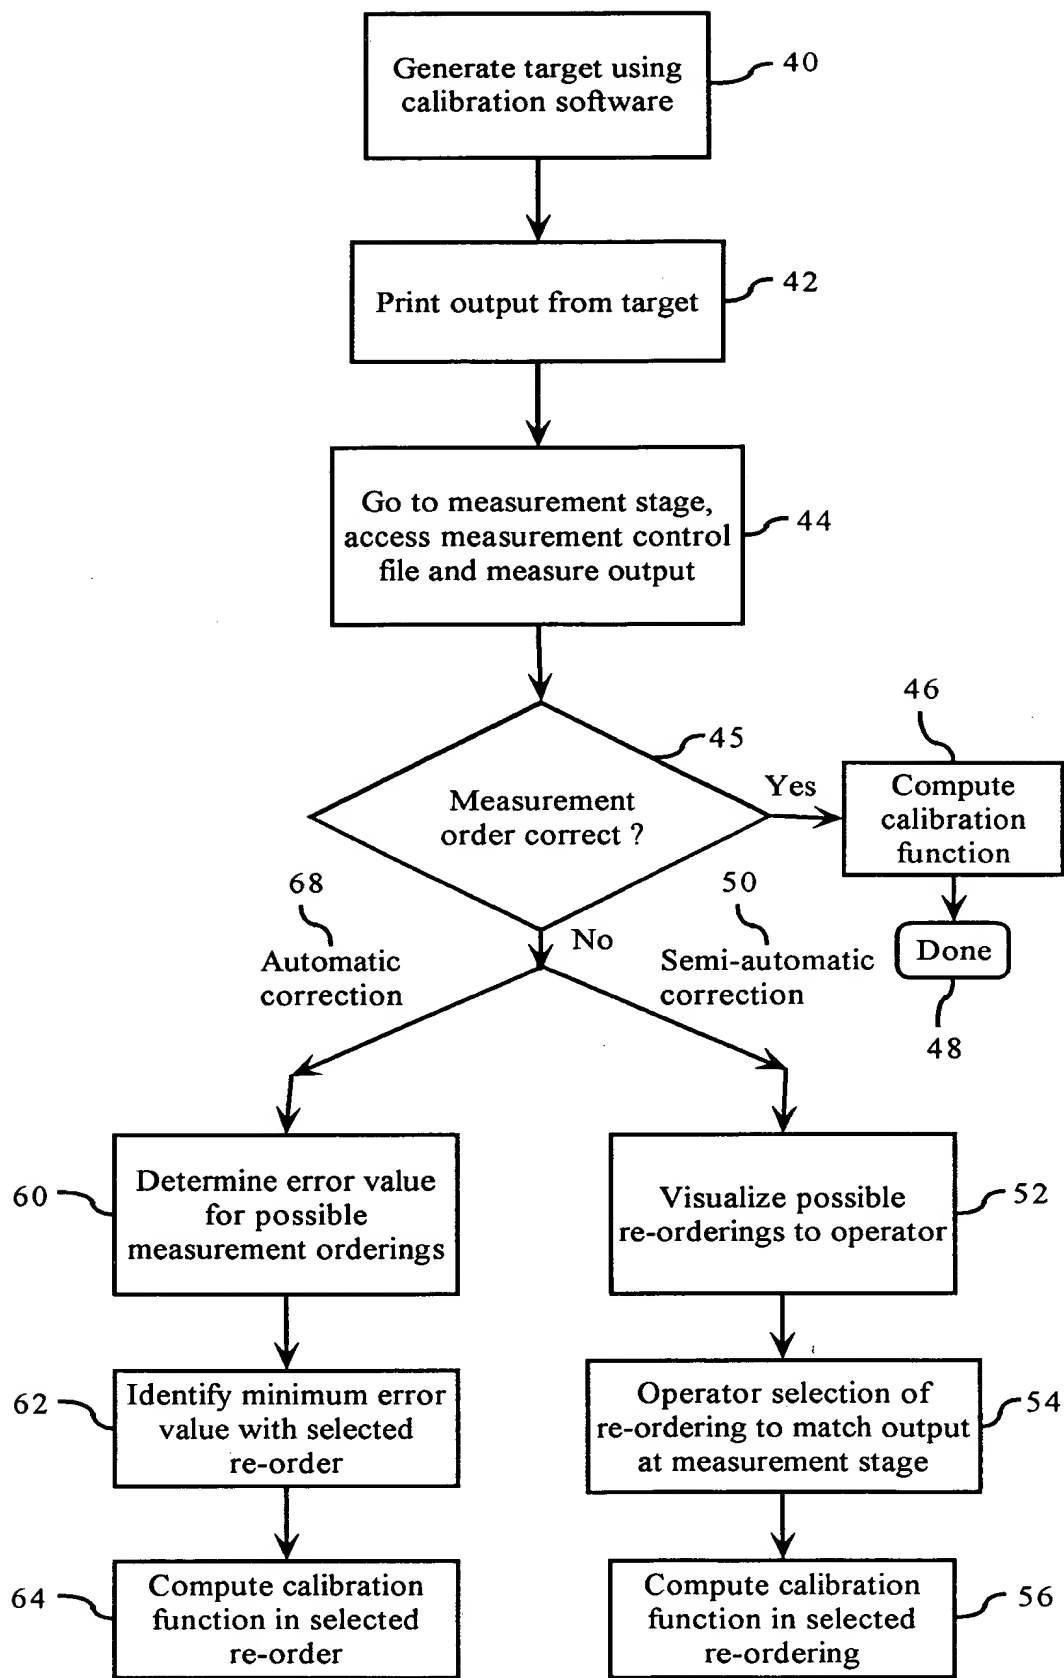 Generate target using
calibration software
40
Print output from target
42
Go to measurement stage,
access measurement control
file and measure output
44
45
Measurement
order correct ?
Yes
46
Compute
calibration
function
Done
48
No
68
Automatic
correction
50
Semi-automatic
correction
60
Determine error value
for possible
measurement orderings
Visualize possible
re-orderings to operator
52
62
Identify minimum error
value with selected
re-order
Operator selection of
re-ordering to match output
at measurement stage
54
64
Compute calibration
function in selected
re-order
Compute calibration
function in selected
re-ordering
56